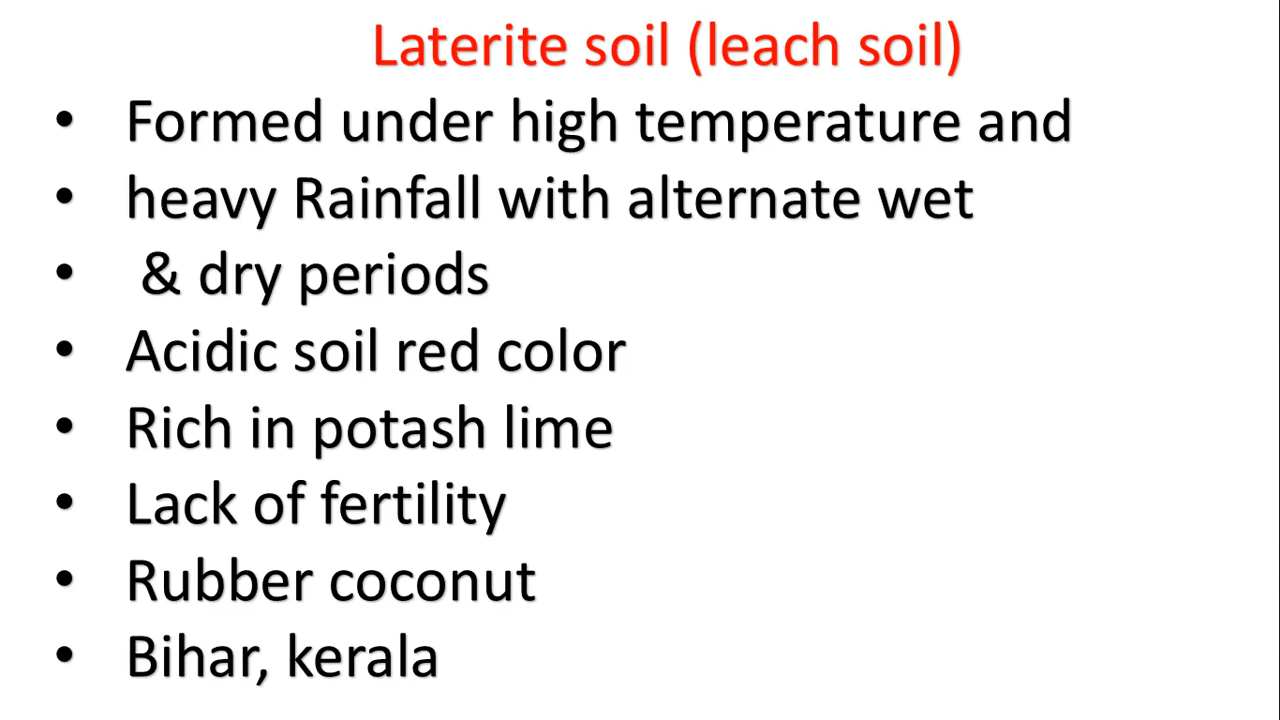 Laterite soil (leach soil)
• Formed under high temperature and
• heavy Rainfall with alternate wet
• & dry periods
• Acidic soil red color
• Rich in potash lime
• Lack of fertility
• Rubber coconut
• Bihar, kerala